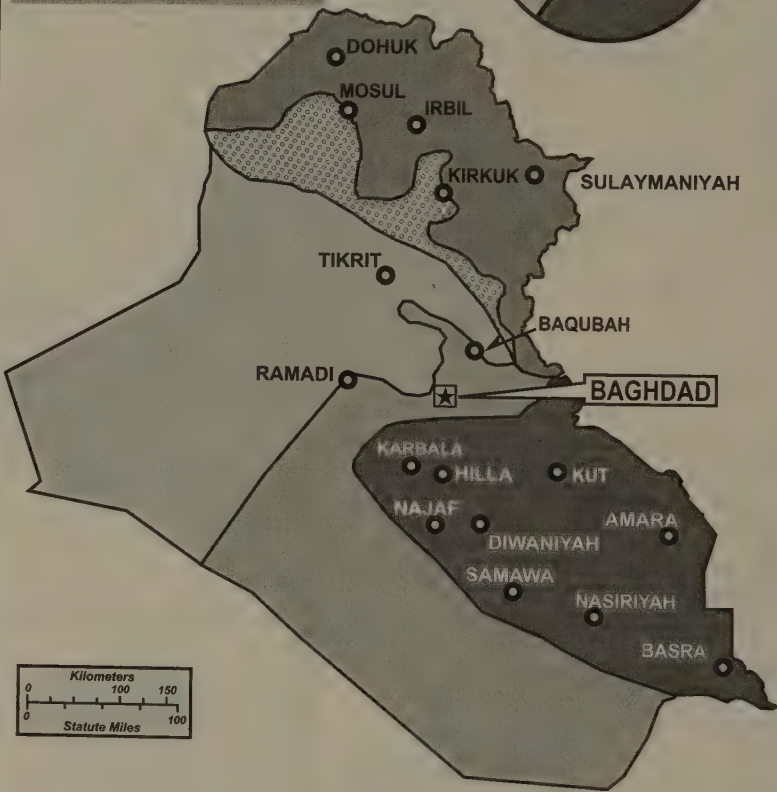 DOHUK
MOSUL
IRBIL
KIRKUK
SULAYMANIYAH
TIKRIT
BAQUBAH
RAMADI
BAGHDAD
KARBALA
HILLA
KUT
NAJAF
DIWANIYAH
AMARA
SAMAWA
NASIRIYAH
BASRA
Kilometers
0 100 150
0 100
Statute Miles